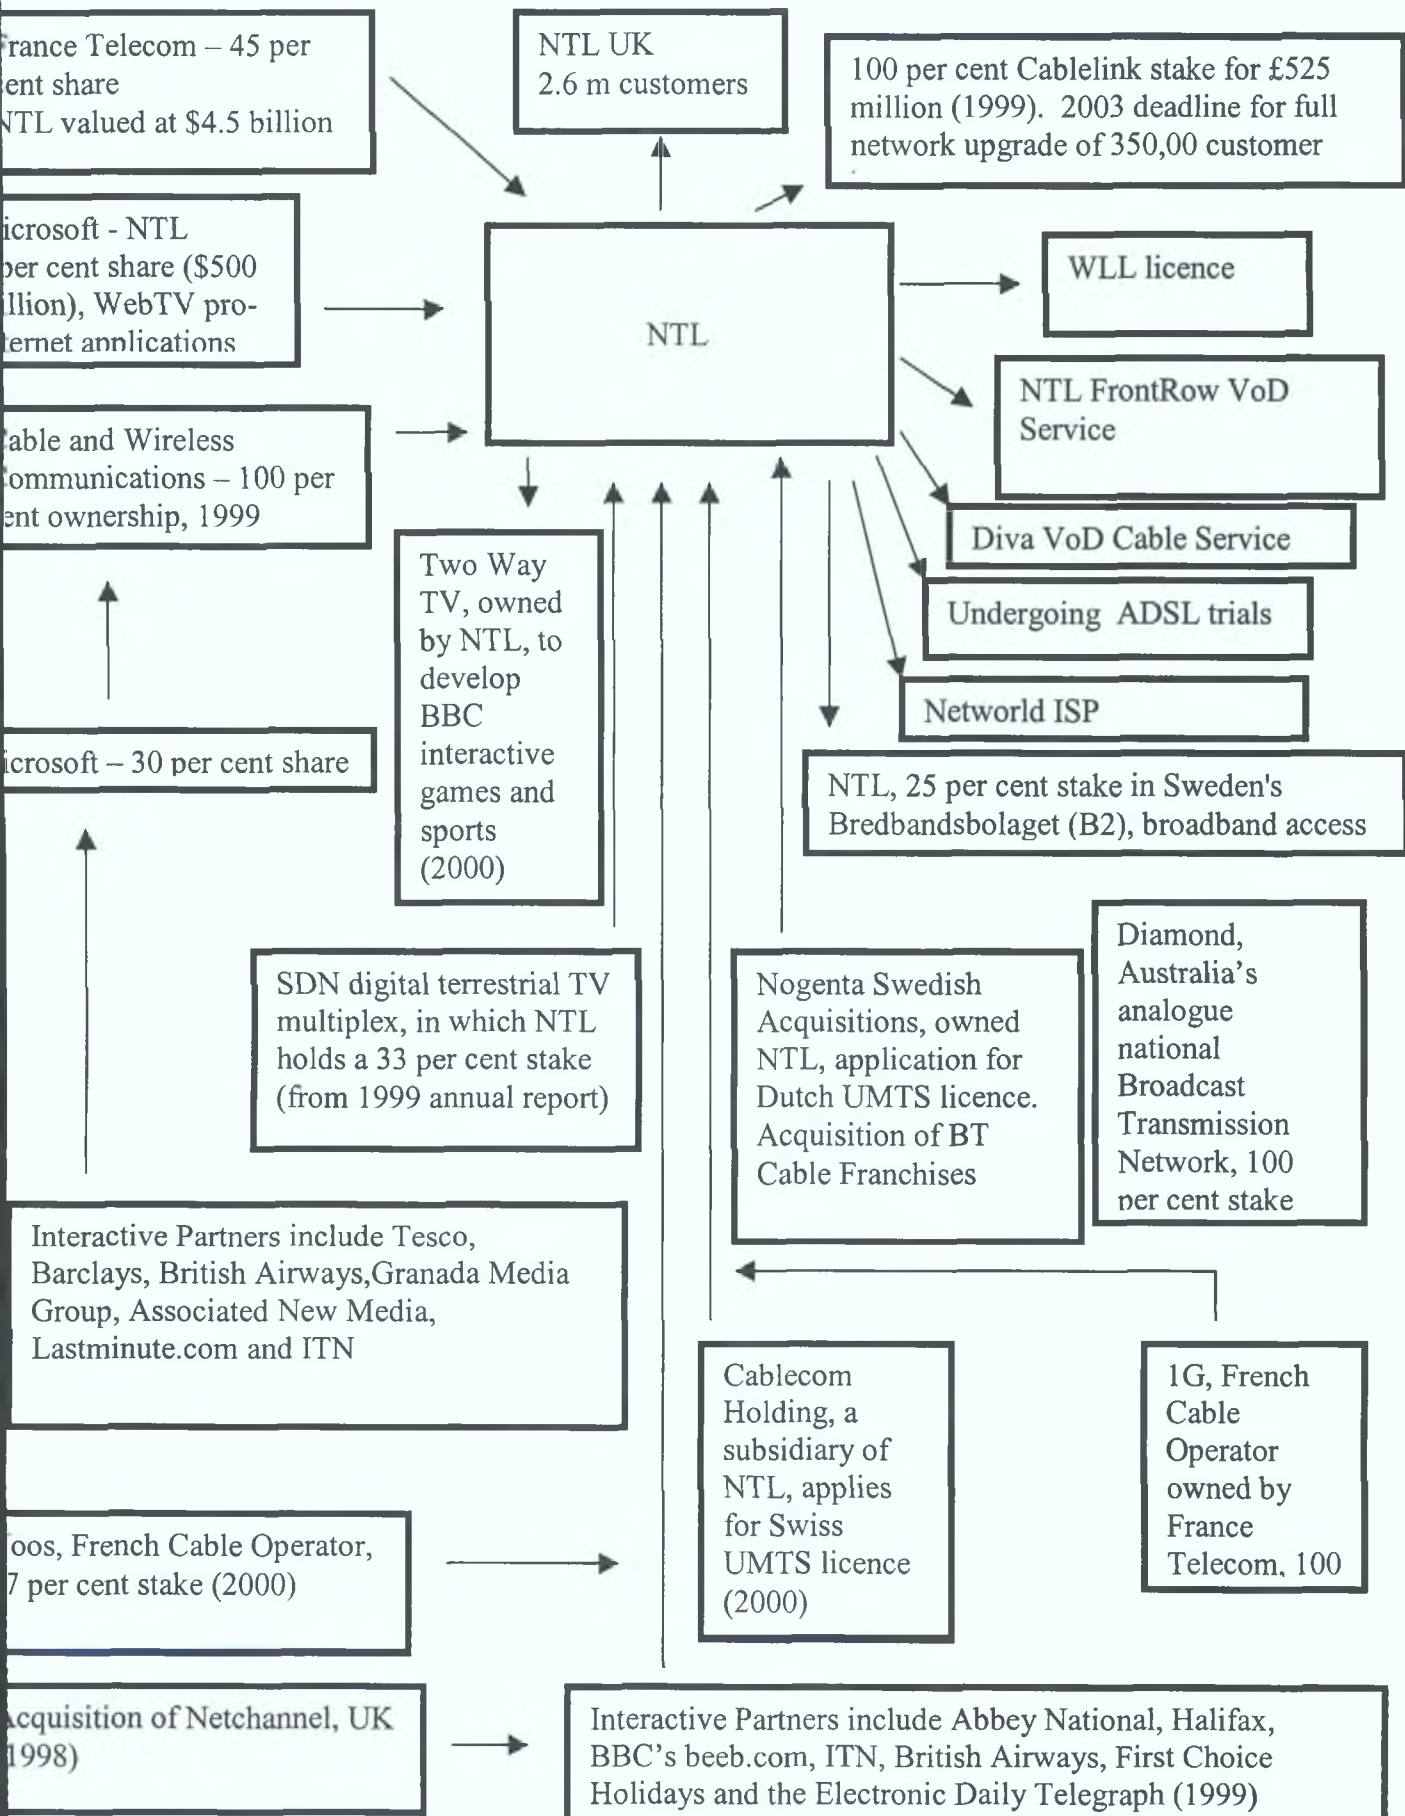 rance Telecom – 45 per
ent share
NTL valued at $4.5 billion
NTL UK
2.6 m customers
100 per cent Cablelink stake for £525
million (1999). 2003 deadline for full
network upgrade of 350,00 customer
icrosoft - NTL
per cent share ($500
illion), WebTV pro-
ternet applications
NTL
WLL licence
NTL FrontRow VoD
Service
able and Wireless
ommunications – 100 per
ent ownership, 1999
Diva VoD Cable Service
Undergoing ADSL trials
Networld ISP
Two Way
TV, owned
by NTL, to
develop
BBC
interactive
games and
sports
(2000)
icrosoft – 30 per cent share
NTL, 25 per cent stake in Sweden's
Bredbandsbolaget (B2), broadband access
SDN digital terrestrial TV
multiplex, in which NTL
holds a 33 per cent stake
(from 1999 annual report)
Nogenta Swedish
Acquisitions, owned
NTL, application for
Dutch UMTS licence.
Acquisition of BT
Cable Franchises
Diamond,
Australia's
analogue
national
Broadcast
Transmission
Network, 100
per cent stake
Interactive Partners include Tesco,
Barclays, British Airways,Granada Media
Group, Associated New Media,
Lastminute.com and ITN
Cablecom
Holding, a
subsidiary of
NTL, applies
for Swiss
UMTS licence
(2000)
1G, French
Cable
Operator
owned by
France
Telecom, 100
oos, French Cable Operator,
7 per cent stake (2000)
Acquisition of Netchannel, UK
1998)
Interactive Partners include Abbey National, Halifax,
BBC's beeb.com, ITN, British Airways, First Choice
Holidays and the Electronic Daily Telegraph (1999)